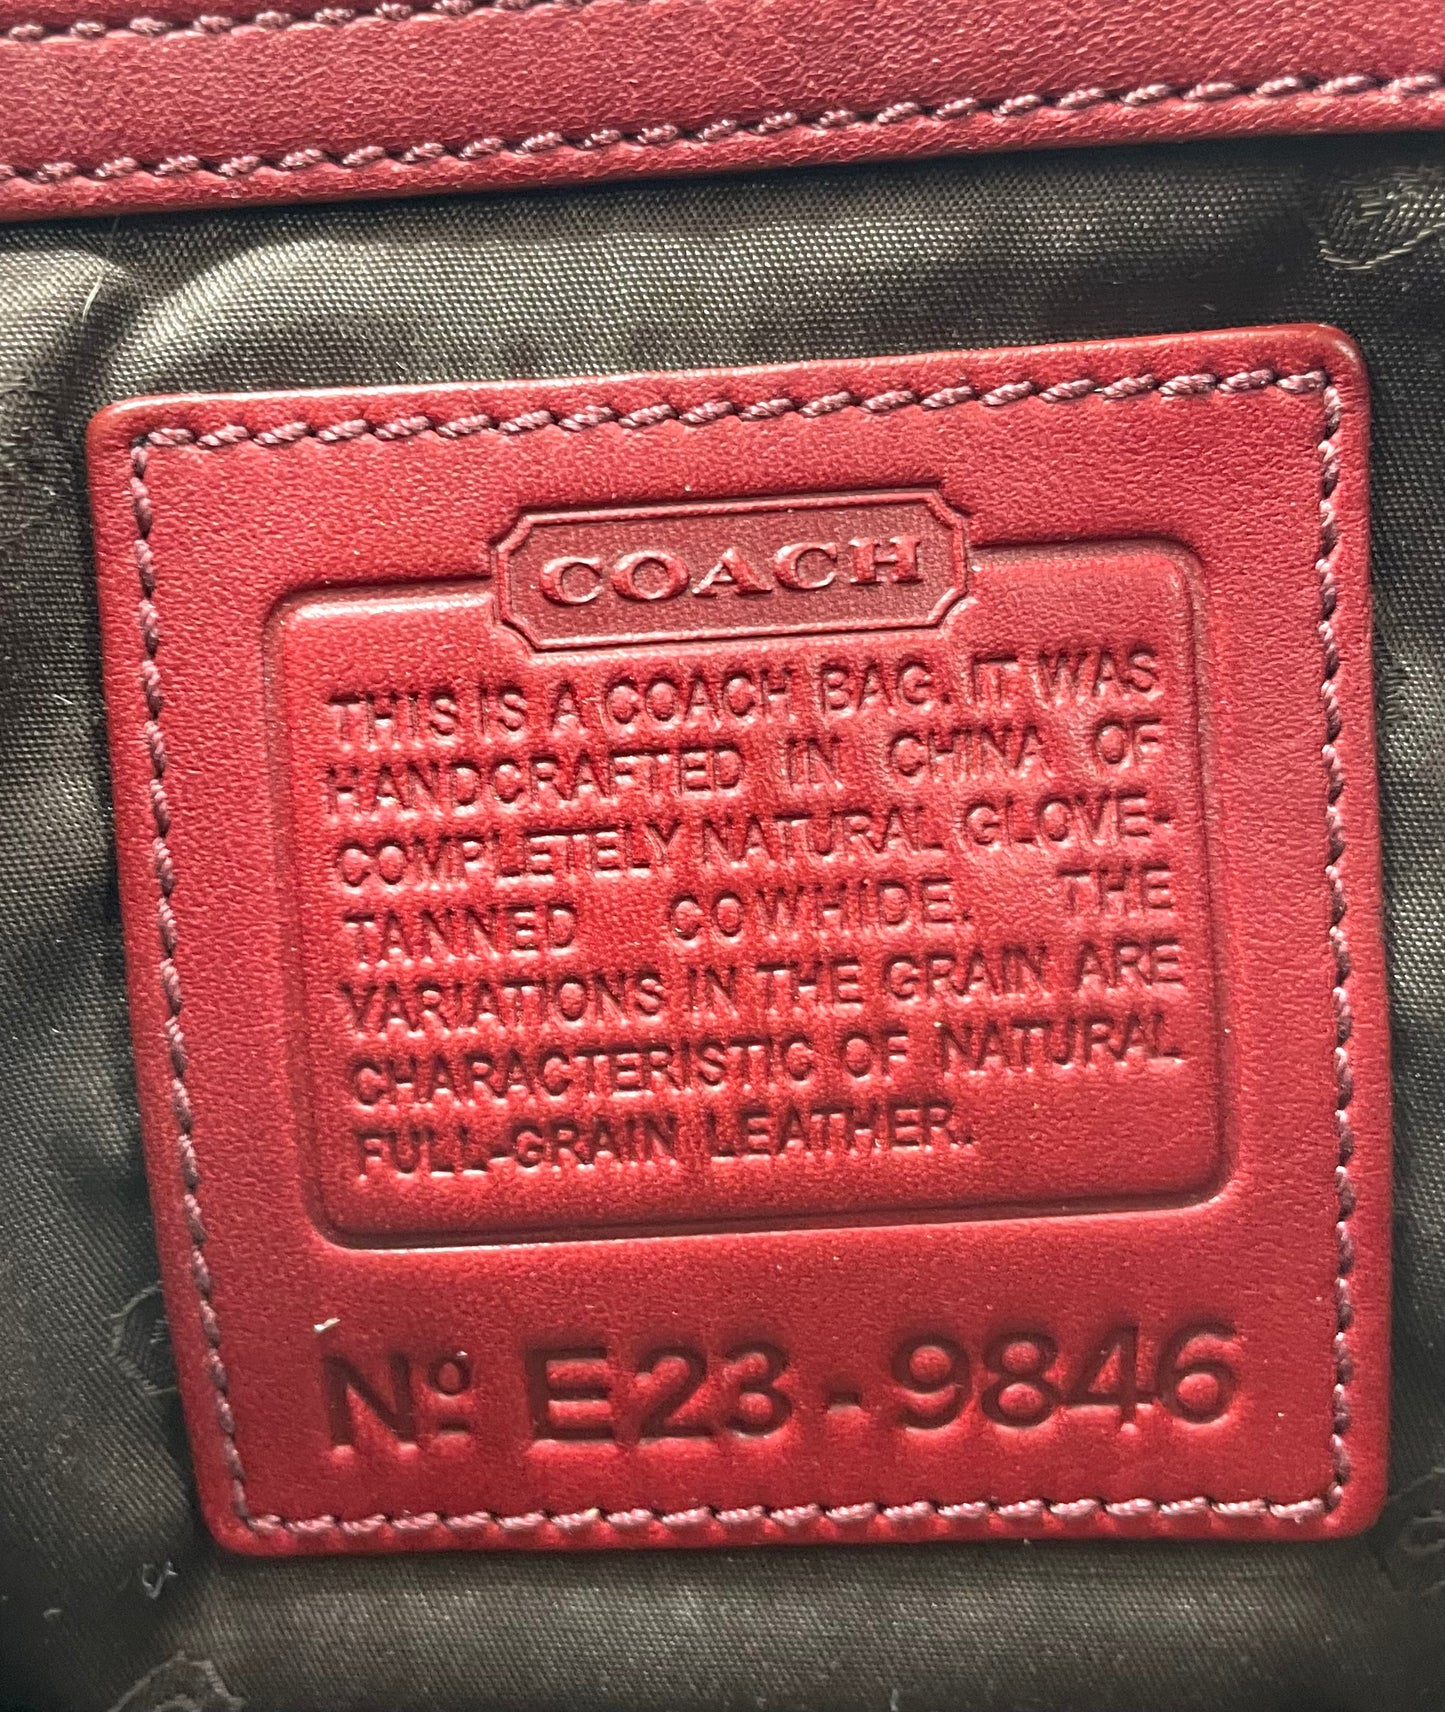 COACH
THIS IS A COACH BAG. IT WAS
HANDCRAFTED IN CHINA OF
COMPLETELY NATURAL GLOVE-
TANNED COWHIDE. THE
VARIATIONS IN THE GRAIN ARE
CHARACTERISTIC OF NATURAL
FULL-GRAIN LEATHER.
Nº E23-9846